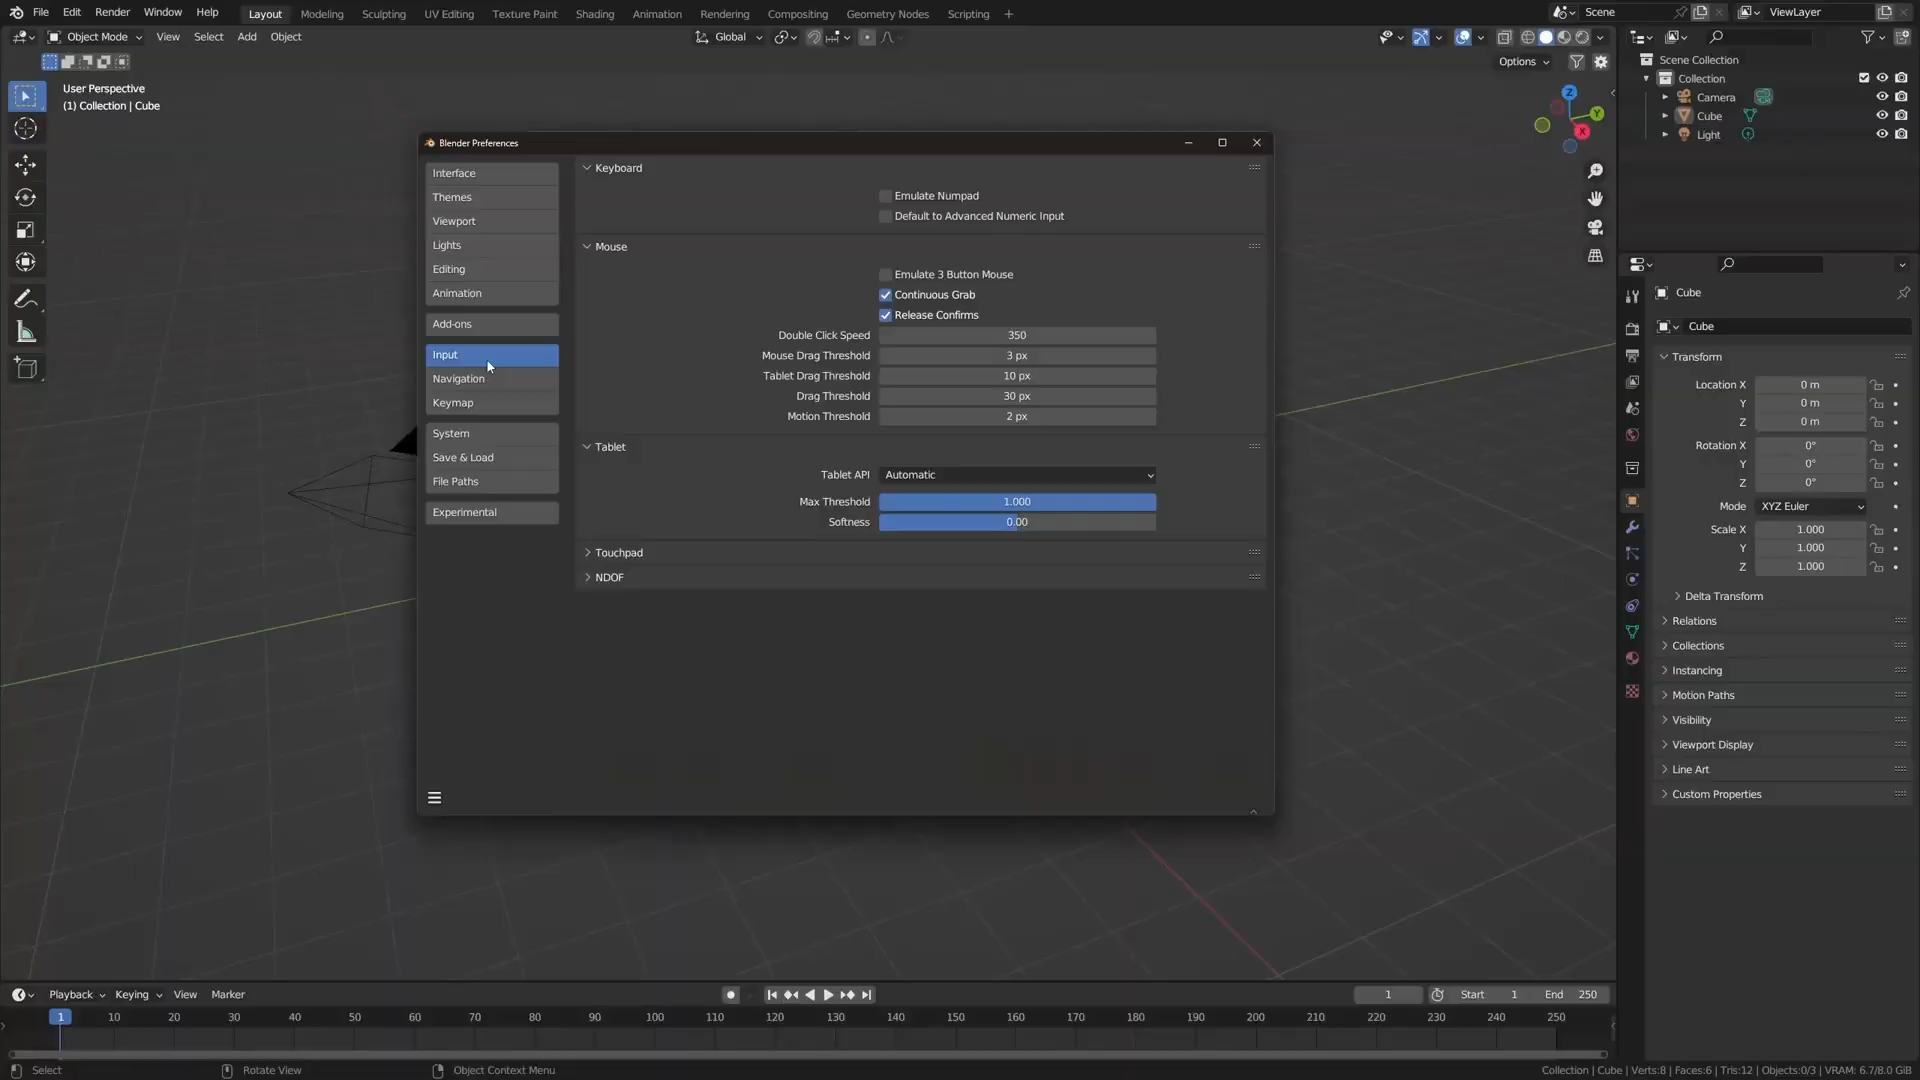 File Edit Render Window Help Layout Modeling Sculpting UV Editing Texture Paint Shading Animation Rendering Compositing Geometry Nodes Scripting + Scene ViewLayer
Object Mode View Select Add Object Global
Options
User Perspective
(1) Collection | Cube
Z
Y
X
Scene Collection
Collection
Camera
Cube
Light
Blender Preferences
Interface
Themes
Viewport
Lights
Editing
Animation
Add-ons
Input
Navigation
Keymap
System
Save & Load
File Paths
Experimental
Keyboard
Emulate Numpad
Default to Advanced Numeric Input
Mouse
Emulate 3 Button Mouse
Continuous Grab
Release Confirms
Double Click Speed 350
Mouse Drag Threshold 3 px
Tablet Drag Threshold 10 px
Drag Threshold 30 px
Motion Threshold 2 px
Tablet
Tablet API Automatic
Max Threshold 1.000
Softness 0.00
Touchpad
NDOF
Cube
Cube
Transform
Location X 0 m
Y 0 m
Z 0 m
Rotation X 0°
Y 0°
Z 0°
Mode XYZ Euler
Scale X 1.000
Y 1.000
Z 1.000
Delta Transform
Relations
Collections
Instancing
Motion Paths
Visibility
Viewport Display
Line Art
Custom Properties
Playback Keying View Marker 1 Start 1 End 250
1 10 20 30 40 50 60 70 80 90 100 110 120 130 140 150 160 170 180 190 200 210 220 230 240 250
Select Rotate View Object Context Menu Collection | Cube | Verts:8 | Faces:6 | Tris:12 | Objects:0/3 | VRAM: 6.7/8.0 GiB